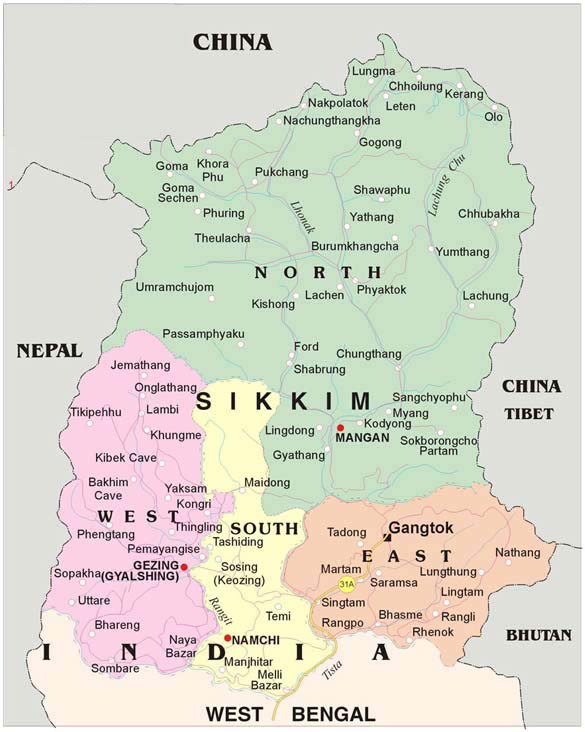 CHINA
Lungma
Chhoilung
Kerang
Nakpolatok
Leten
Olo
Nachungthangkha
Gogong
Khora
Phu
Goma
Pukchang
Goma
Sechen
Shawaphu
Lachung Chu
Phuring
Lhonak
Yathang
Chhubakha
Theulacha
Burumkhangcha
Yumthang
NORTH
Umramchujom
Lachen
Phyaktok
Kishong
Lachung
Passamphyaku
Ford
NEPAL
Jemathang
Shabrung
Chungthang
Onglathang
CHINA
TIBET
SIKKIM
Sangchyophu
Tikipehhu
Lambi
Myang
Kodyong
Khungme
Lingdong
MANGAN
Sokborongcho
Partam
Kibek Cave
Gyathang
Bakhim
Cave
Maidong
Yaksam
Kongri
WEST
Thingling
SOUTH
Gangtok
Phengtang
Tadong
Tashiding
Pemayangise
EAST
Nathang
GEZING
(GYALSHING)
Sosing
(Keozing)
Martam
Lungthung
Sopakha
31A
Saramsa
Uttare
Rangit
Singtam
Lingtam
Temi
Rangpo
Bhasme
Rangli
Bhareng
Naya
Bazar
NAMCHI
Rhenok
BHUTAN
INDIA
Sombare
Manjhitar
Melli
Bazar
Tista
WEST BENGAL
1